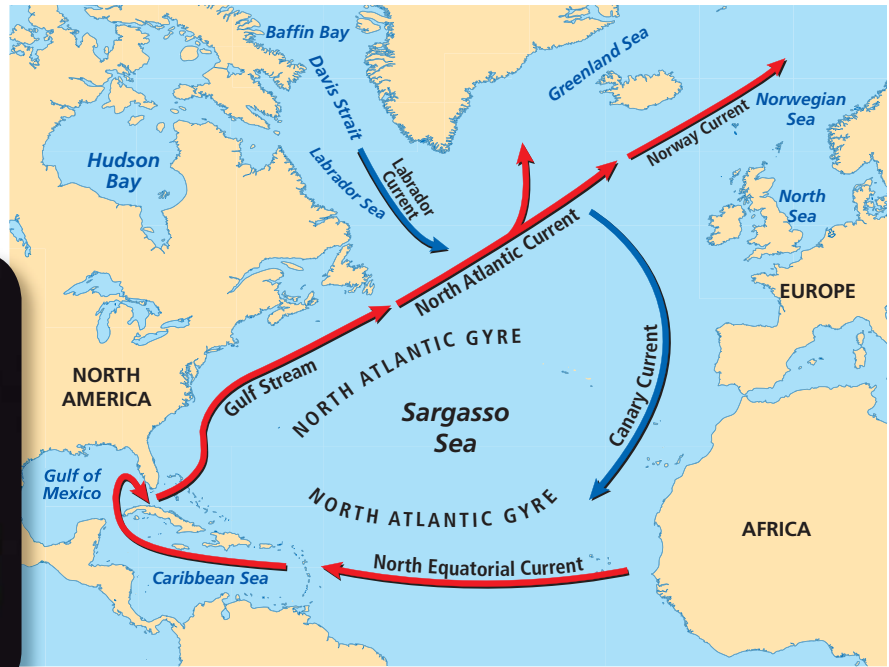 Baffin Bay
Davis Strait
Greenland Sea
Norwegian
Sea
Norway Current
Hudson
Bay
Labrador Sea
Labrador
Current
North
Sea
North Atlantic Current
EUROPE
NORTH ATLANTIC GYRE
Gulf Stream
Canary Current
NORTH
AMERICA
Sargasso
Sea
Gulf of
Mexico
NORTH ATLANTIC GYRE
AFRICA
North Equatorial Current
Caribbean Sea